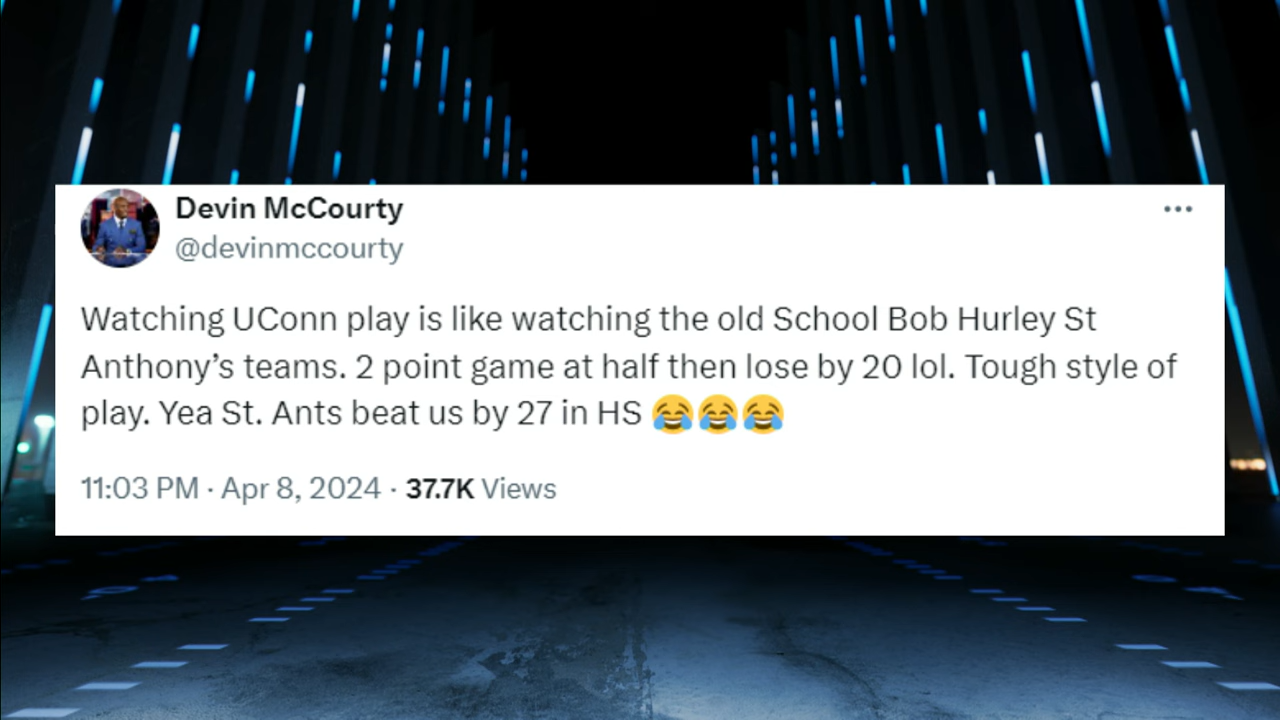 Devin McCourty
@devinmccourty
Watching UConn play is like watching the old School Bob Hurley St
Anthony’s teams. 2 point game at half then lose by 20 lol. Tough style of
play. Yea St. Ants beat us by 27 in HS 😂😂😂
11:03 PM · Apr 8, 2024 · 37.7K Views